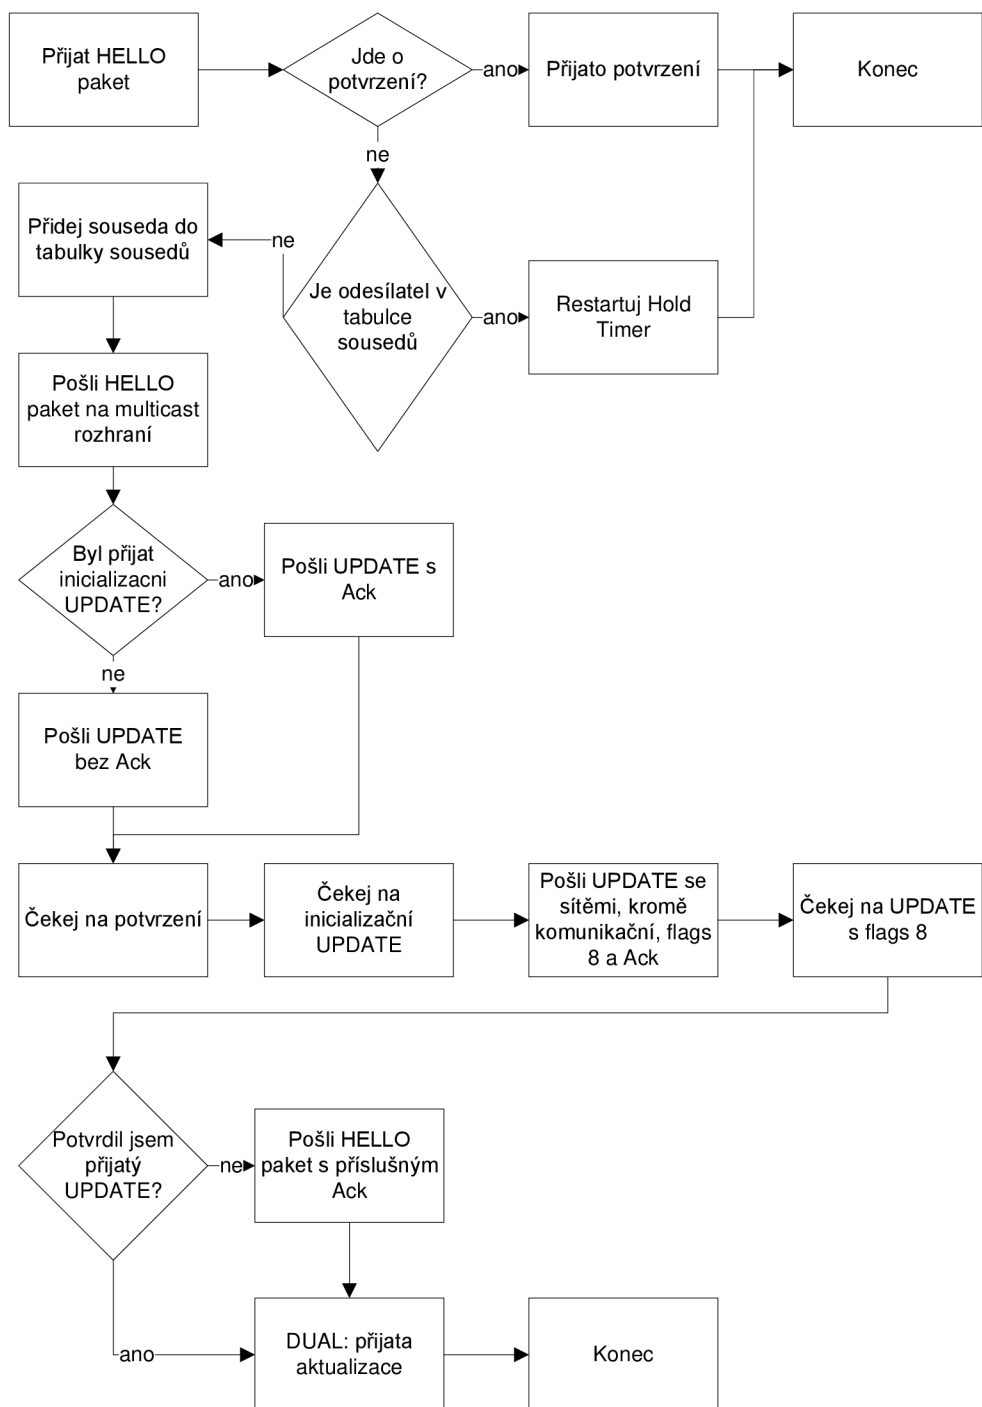 Přijat HELLO
paket
Jde o
potvrzení?
ano
Přijato potvrzení
Konec
ne
Přidej souseda do
tabulky sousedů
ne
Je odesílatel v
tabulce
sousedů
ano
Restartuj Hold
Timer
Pošli HELLO
paket na multicast
rozhraní
Byl přijat
inicializacni
UPDATE?
ano
Pošli UPDATE s
Ack
ne
Pošli UPDATE
bez Ack
Čekej na potvrzení
Čekej na
inicializační
UPDATE
Pošli UPDATE se
sítěmi, kromě
komunikační, flags
8 a Ack
Čekej na UPDATE
s flags 8
Potvrdil jsem
přijatý
UPDATE?
ne
Pošli HELLO
paket s příslušným
Ack
ano
DUAL: přijata
aktualizace
Konec